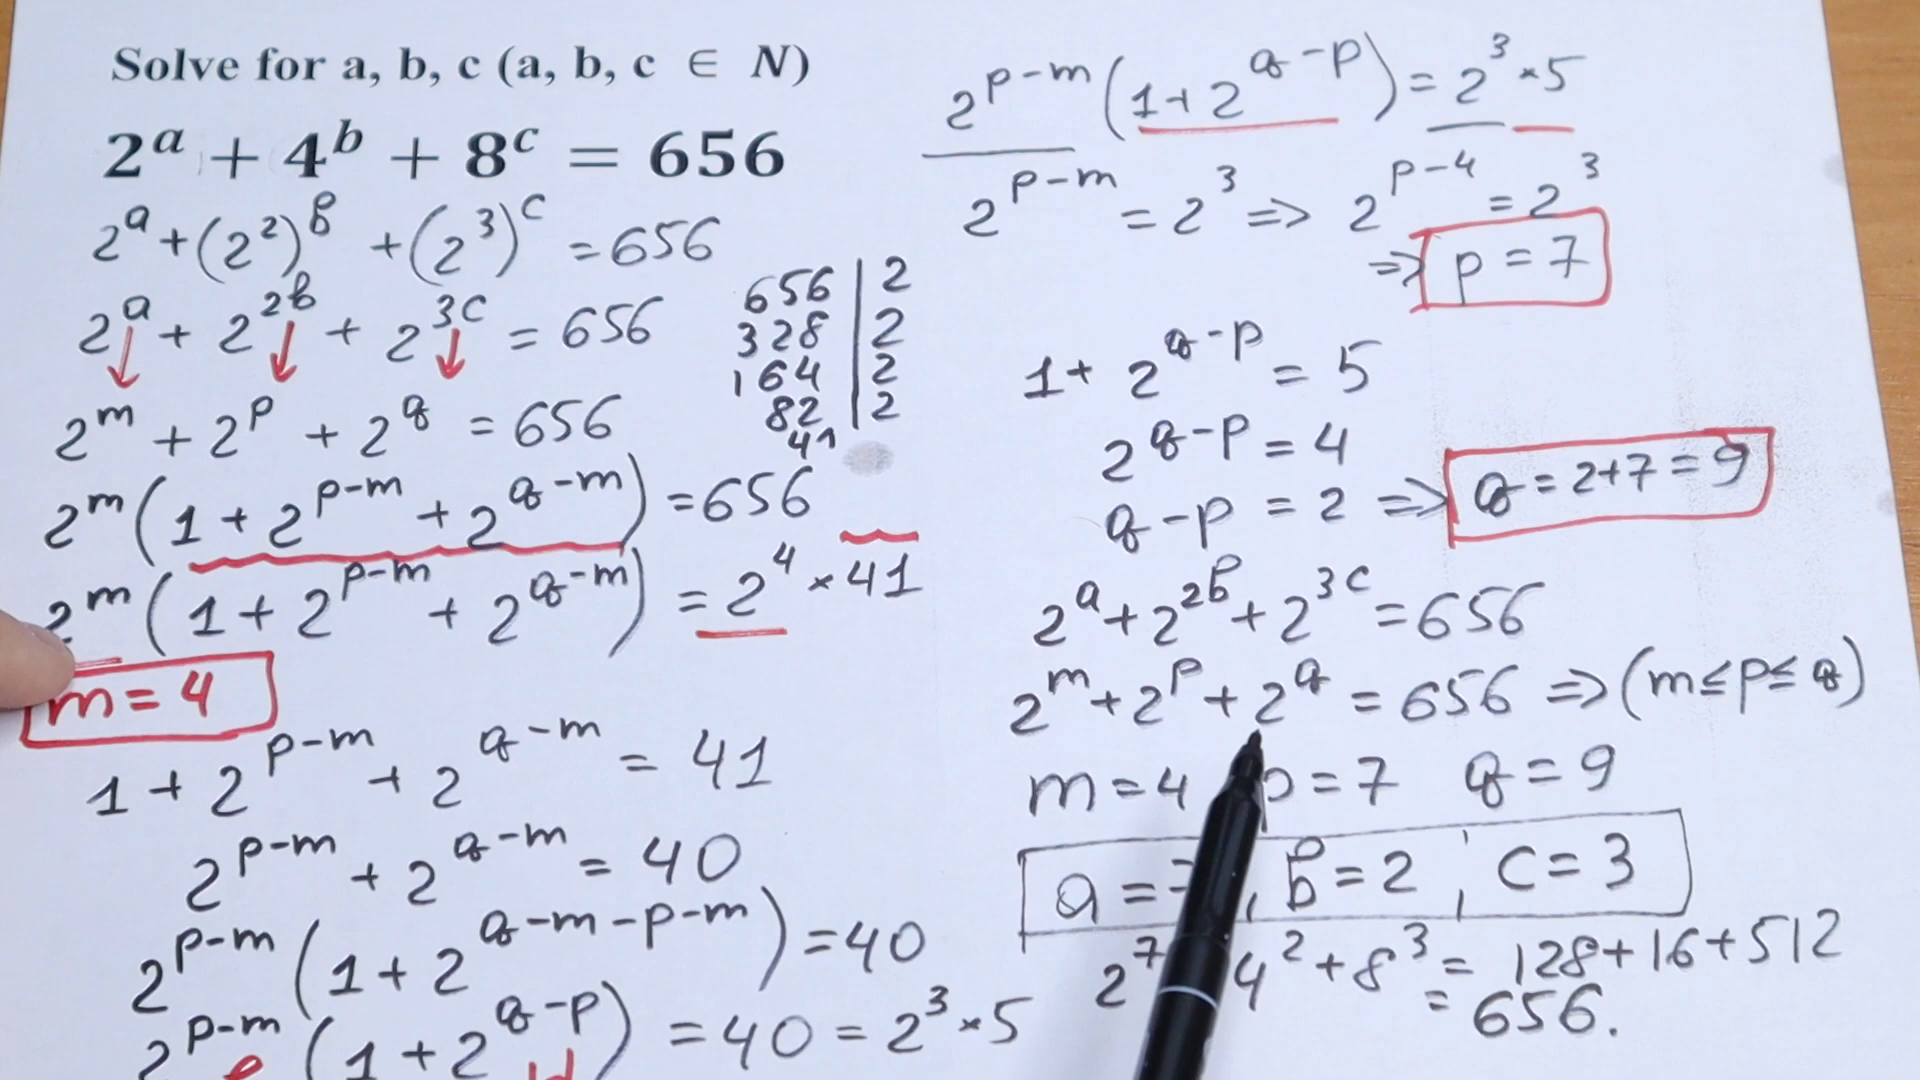 Solve for a, b, c (a, b, c ∈ N)
2^a + 4^b + 8^c = 656
2^a + (2^2)^b + (2^3)^c = 656
2^a + 2^{2b} + 2^{3c} = 656
2^m + 2^p + 2^q = 656
2^m (1 + 2^{p-m} + 2^{q-m}) = 656
2^m (1 + 2^{p-m} + 2^{q-m}) = 2^4 × 41
m = 4
1 + 2^{p-m} + 2^{q-m} = 41
2^{p-m} + 2^{q-m} = 40
2^{p-m} (1 + 2^{q-m-p-m}) = 40
2^{p-m} (1 + 2^{q-p}) = 40 = 2^3 × 5
656 | 2
328 | 2
164 | 2
82 | 2
41
2^{p-m} (1 + 2^{q-p}) = 2^3 × 5
2^{p-m} = 2^3 => 2^{p-4} = 2^3
=> p = 7
1 + 2^{q-p} = 5
2^{q-p} = 4
q - p = 2 => q = 2+7 = 9
2^a + 2^{2b} + 2^{3c} = 656
2^m + 2^p + 2^q = 656 => (m ≤ p ≤ q)
m = 4 p = 7 q = 9
a = , b = 2 , c = 3
2^7 4^2 + 8^3 = 128 + 16 + 512
= 656.